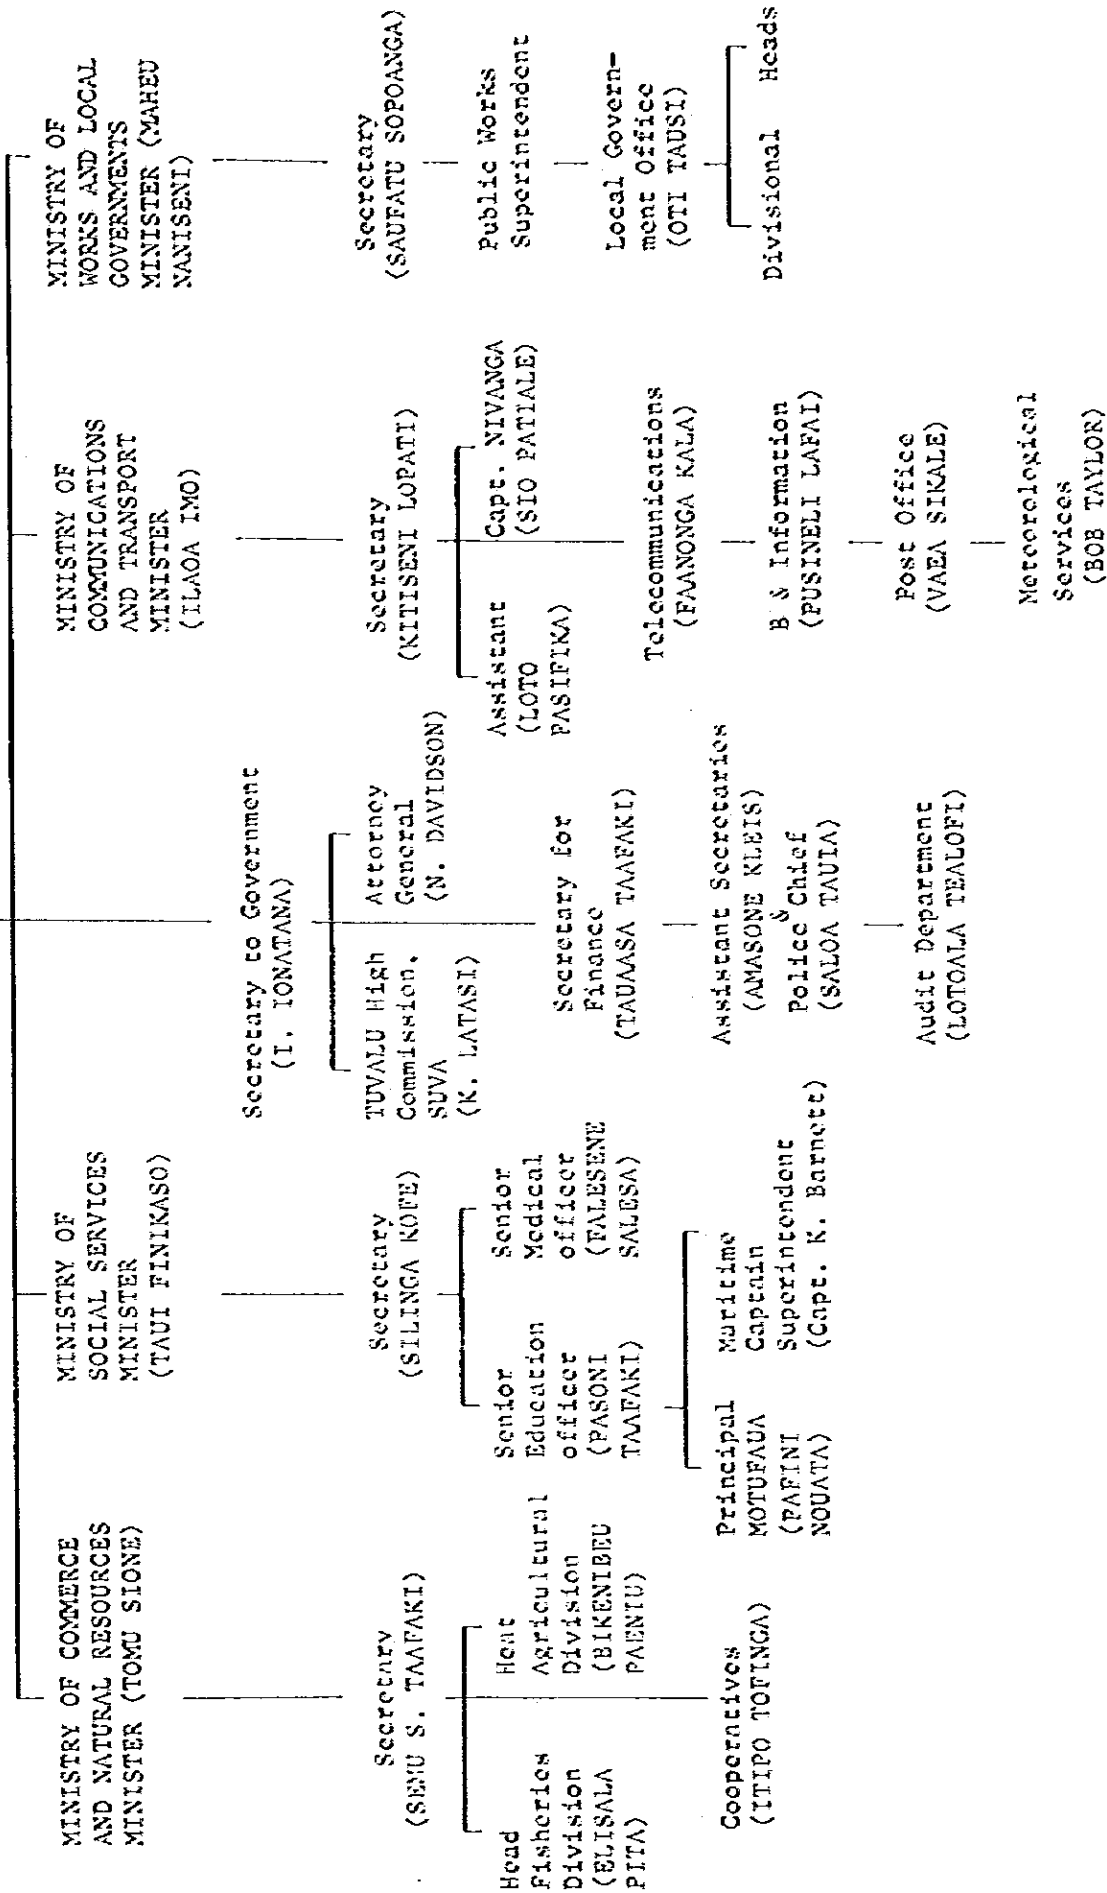 MINISTRY OF COMMERCE
AND NATURAL RESOURCES
MINISTER (TOMU SIONE)
Secretary
(SEMU S. TAAFAKI)
Head
Fisheries
Division
(ELISALA
PITA)
Heat
Agricultural
Division
(BIKENIBEU
PAENIU)
Cooperatives
(ITIPO TOFINGA)
MINISTRY OF
SOCIAL SERVICES
MINISTER
(TAUI FINIKASO)
Secretary
(SILINGA KOFE)
Senior
Education
officer
(PASONI
TAAFAKI)
Senior
Medical
officer
(FALESENE
SALESA)
Principal
MOTUFAUA
(PAFINI
NOUATA)
Maritime
Captain
Superintendent
(Capt. K. Barnett)
Secretary to Government
(I. IONATANA)
TUVALU High
Commission,
SUVA
(K. LATASI)
Attorney
General
(N. DAVIDSON)
Secretary for
Finance
(TAUAASA TAAFAKI)
Assistant Secretaries
(AMASONE KLEIS)
&
Police Chief
(SALOA TAUIA)
Audit Department
(LOTOALA TEALOFI)
MINISTRY OF
COMMUNICATIONS
AND TRANSPORT
MINISTER
(ILAOA IMO)
Secretary
(KITISENI LOPATI)
Assistant
(LOTO
PASIFIKA)
Capt. NIVANGA
(SIO PATIALE)
Telecommunications
(FAANONGA KALA)
B & Information
(PUSINELI LAFAI)
Post Office
(VAEA SIKALE)
Meteorological
Services
(BOB TAYLOR)
MINISTRY OF
WORKS AND LOCAL
GOVERNMENTS
MINISTER (MAHEU
NANISENI)
Secretary
(SAUFATU SOPOANGA)
Public Works
Superintendent
Local Govern-
ment Office
(OTI TAUSI)
Divisional Heads